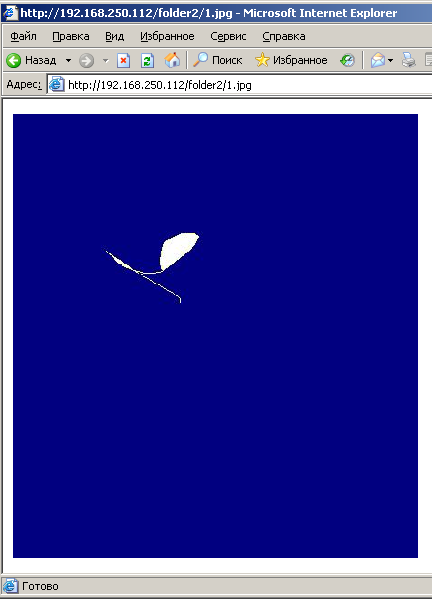 http://192.168.250.112/folder2/1.jpg - Microsoft Internet Explorer
Файл Правка Вид Избранное Сервис Справка
Назад Поиск Избранное
Адрес: http://192.168.250.112/folder2/1.jpg
Готово